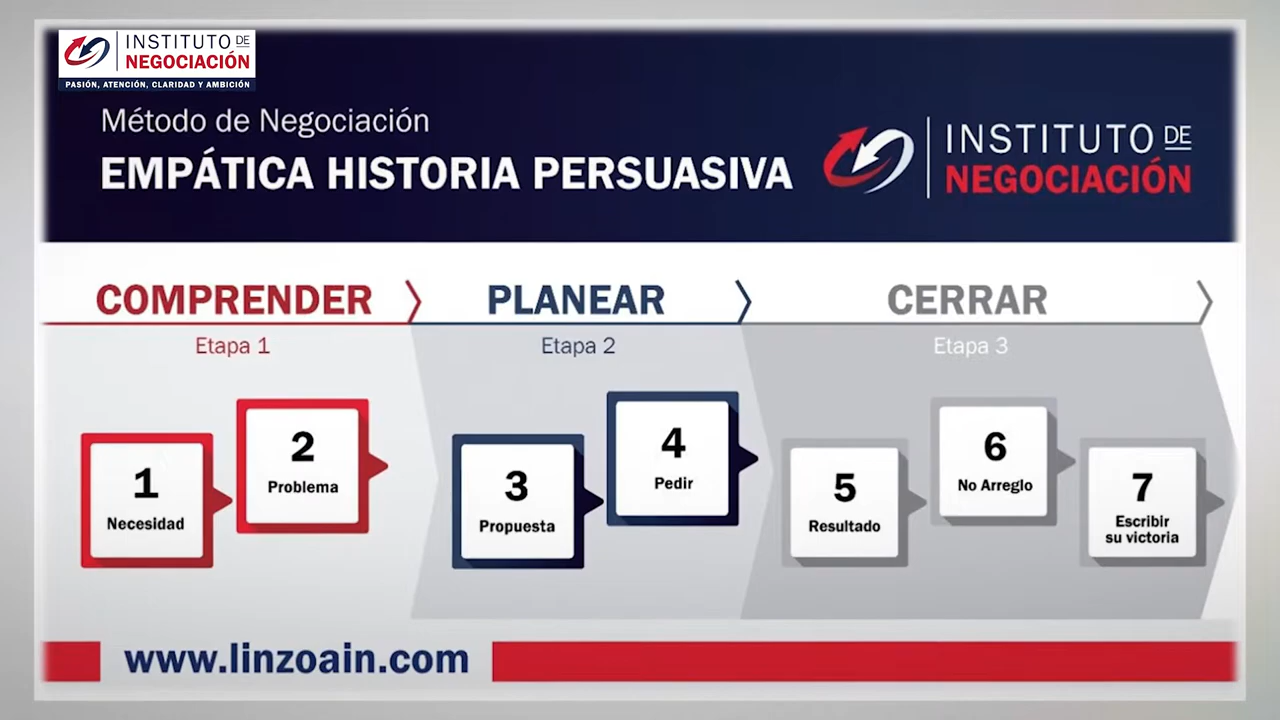 INSTITUTO DE
NEGOCIACIÓN
PASIÓN, ATENCIÓN, CLARIDAD Y AMBICIÓN
Método de Negociación
EMPÁTICA HISTORIA PERSUASIVA
INSTITUTO DE
NEGOCIACIÓN
COMPRENDER
PLANEAR
CERRAR
Etapa 1
Etapa 2
Etapa 3
1
Necesidad
2
Problema
3
Propuesta
4
Pedir
5
Resultado
6
No Arreglo
7
Escribir
su victoria
www.linzoain.com